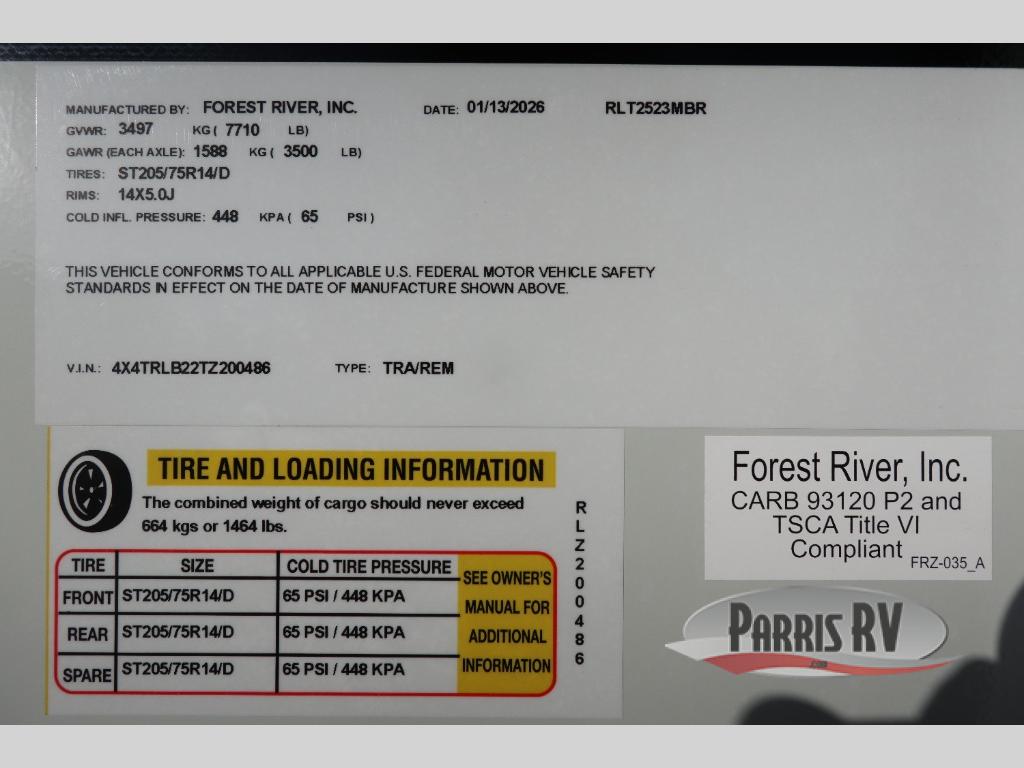 MANUFACTURED BY: FOREST RIVER, INC. DATE: 01/13/2026 RLT2523MBR
GVWR: 3497 KG ( 7710 LB)
GAWR (EACH AXLE): 1588 KG ( 3500 LB)
TIRES: ST205/75R14/D
RIMS: 14X5.0J
COLD INFL. PRESSURE: 448 KPA ( 65 PSI )
THIS VEHICLE CONFORMS TO ALL APPLICABLE U.S. FEDERAL MOTOR VEHICLE SAFETY
STANDARDS IN EFFECT ON THE DATE OF MANUFACTURE SHOWN ABOVE.
V.I.N.: 4X4TRLB22TZ200486 TYPE: TRA/REM
TIRE AND LOADING INFORMATION
The combined weight of cargo should never exceed
664 kgs or 1464 lbs.
TIRE SIZE COLD TIRE PRESSURE
FRONT ST205/75R14/D 65 PSI / 448 KPA
REAR ST205/75R14/D 65 PSI / 448 KPA
SPARE ST205/75R14/D 65 PSI / 448 KPA
SEE OWNER'S
MANUAL FOR
ADDITIONAL
INFORMATION
RLZ200486
Forest River, Inc.
CARB 93120 P2 and
TSCA Title VI
Compliant
FRZ-035_A
PARRIS RV
.com